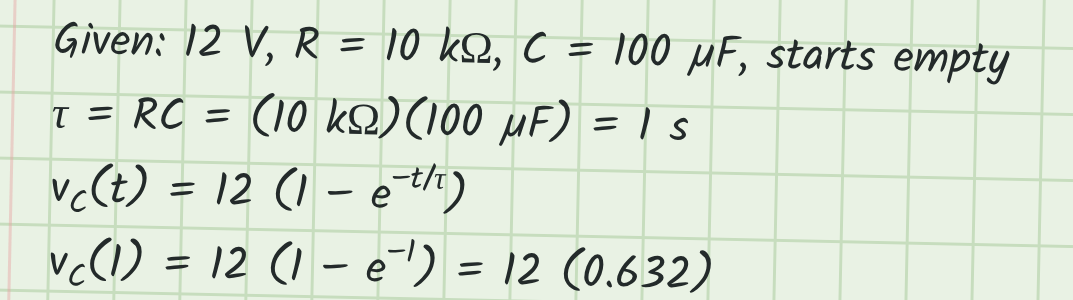 Given: 12 V, R = 10 kΩ, C = 100 μF, starts empty
τ = RC = (10 kΩ)(100 μF) = 1 s
v_C(t) = 12 (1 − e^{−t/τ})
v_C(1) = 12 (1 − e^{−1}) = 12 (0.632)